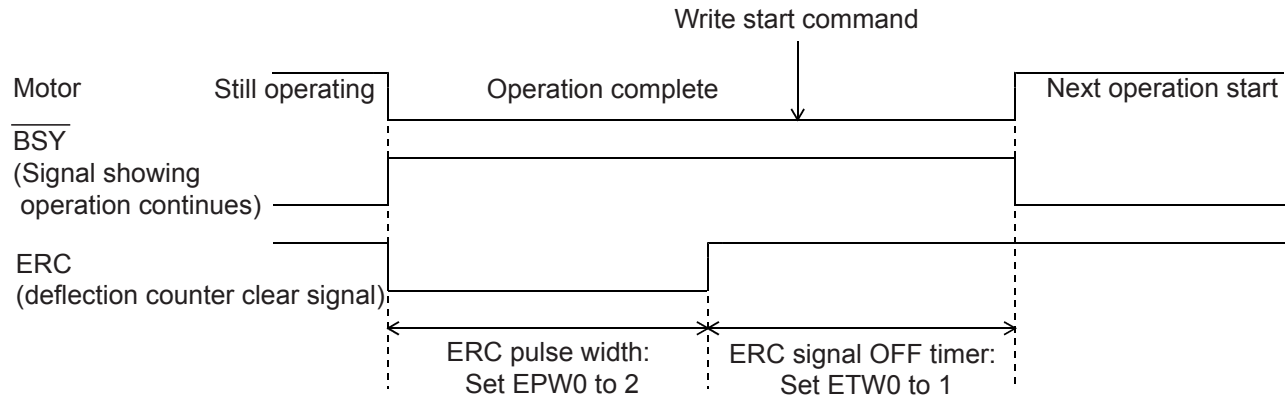 Write start command
Motor
Still operating
Operation complete
Next operation start
BSY
(Signal showing
operation continues)
ERC
(deflection counter clear signal)
ERC pulse width:
Set EPW0 to 2
ERC signal OFF timer:
Set ETW0 to 1